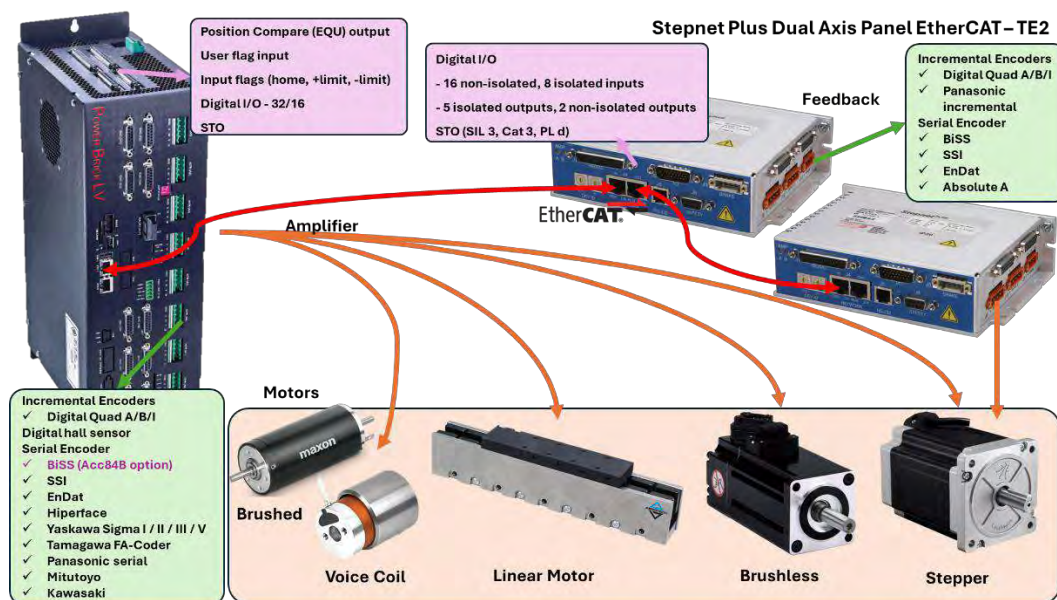 Stepnet Plus Dual Axis Panel EtherCAT – TE2
Position Compare (EQU) output
User flag input
Input flags (home, +limit, -limit)
Digital I/O - 32/16
STO
Digital I/O
- 16 non-isolated, 8 isolated inputs
- 5 isolated outputs, 2 non-isolated outputs
STO (SIL 3, Cat 3, PL d)
Feedback
Incremental Encoders
✓ Digital Quad A/B/I
✓ Panasonic
incremental
Serial Encoder
✓ BiSS
✓ SSI
✓ EnDat
✓ Absolute A
POWER BRICK LV
EtherCAT
Amplifier
Incremental Encoders
✓ Digital Quad A/B/I
Digital hall sensor
Serial Encoder
✓ BiSS (Acc84B option)
✓ SSI
✓ EnDat
✓ Hiperface
✓ Yaskawa Sigma I / II / III / V
✓ Tamagawa FA-Coder
✓ Panasonic serial
✓ Mitutoyo
✓ Kawasaki
Motors
maxon
Brushed
Voice Coil
Linear Motor
Brushless
Stepper